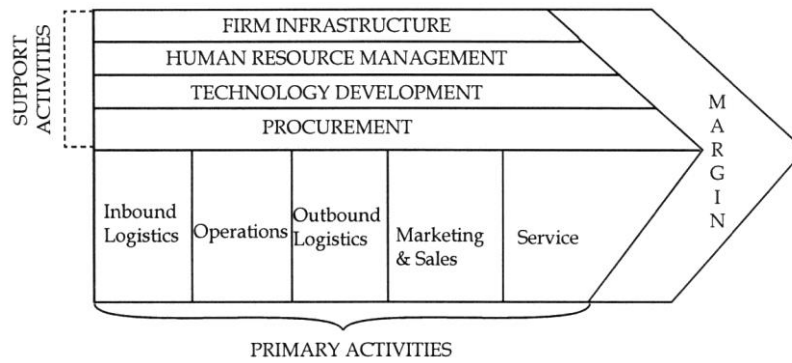 FIRM INFRASTRUCTURE
HUMAN RESOURCE MANAGEMENT
TECHNOLOGY DEVELOPMENT
PROCUREMENT
SUPPORT
ACTIVITIES
Inbound
Logistics
Operations
Outbound
Logistics
Marketing
& Sales
Service
MARGIN
PRIMARY ACTIVITIES